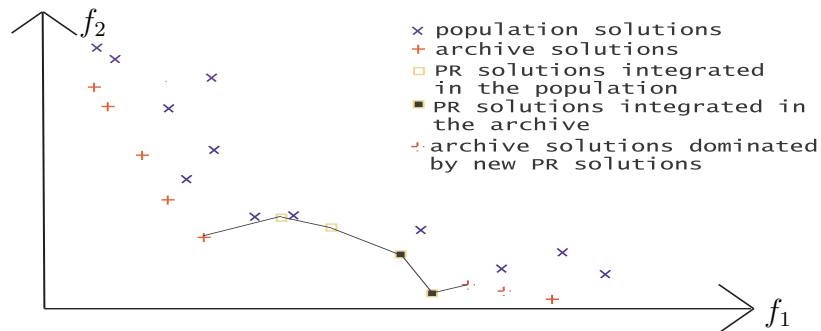 f₂
population solutions
archive solutions
PR solutions integrated
in the population
PR solutions integrated in
the archive
archive solutions dominated
by new PR solutions
f₁